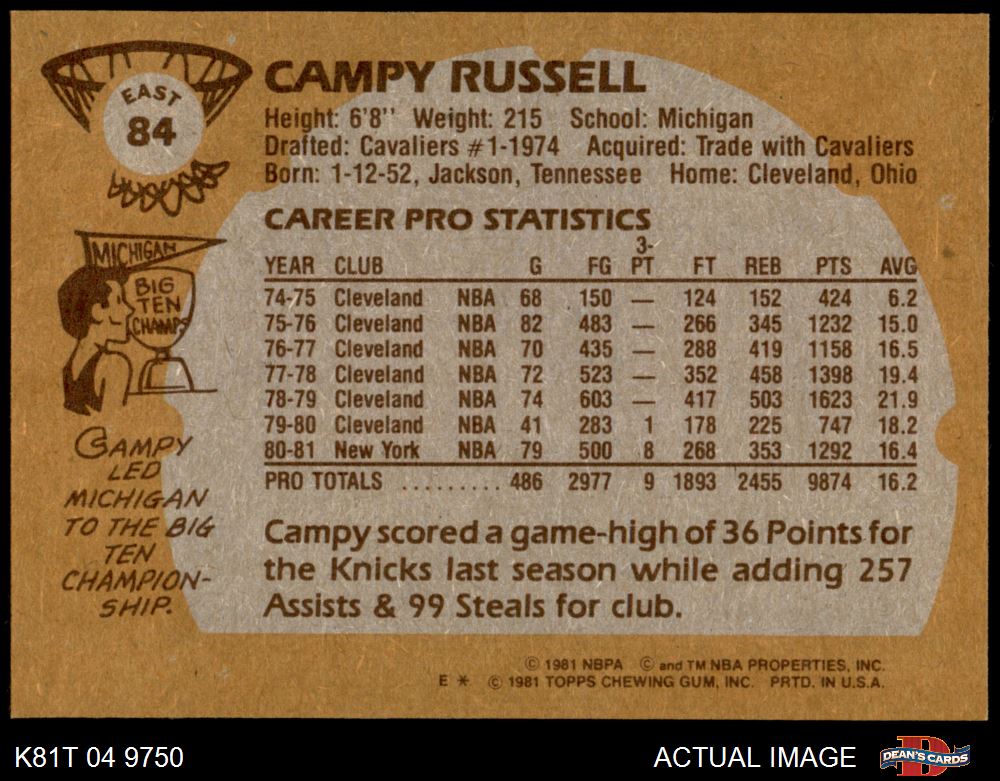 EAST
84
CAMPY RUSSELL
Height: 6'8'' Weight: 215 School: Michigan
Drafted: Cavaliers #1-1974 Acquired: Trade with Cavaliers
Born: 1-12-52, Jackson, Tennessee Home: Cleveland, Ohio
CAREER PRO STATISTICS
YEAR CLUB G FG 3-PT FT REB PTS AVG
74-75 Cleveland NBA 68 150 — 124 152 424 6.2
75-76 Cleveland NBA 82 483 — 266 345 1232 15.0
76-77 Cleveland NBA 70 435 — 288 419 1158 16.5
77-78 Cleveland NBA 72 523 — 352 458 1398 19.4
78-79 Cleveland NBA 74 603 — 417 503 1623 21.9
79-80 Cleveland NBA 41 283 1 178 225 747 18.2
80-81 New York NBA 79 500 8 268 353 1292 16.4
PRO TOTALS ......... 486 2977 9 1893 2455 9874 16.2
Campy scored a game-high of 36 Points for
the Knicks last season while adding 257
Assists & 99 Steals for club.
MICHIGAN
BIG
TEN
CHAMPS
CAMPY
LED
MICHIGAN
TO THE BIG
TEN
CHAMPION-
SHIP.
© 1981 NBPA © and TM NBA PROPERTIES, INC.
E * © 1981 TOPPS CHEWING GUM, INC. PRTD. IN U.S.A.
K81T 04 9750
ACTUAL IMAGE
DEAN'S CARDS